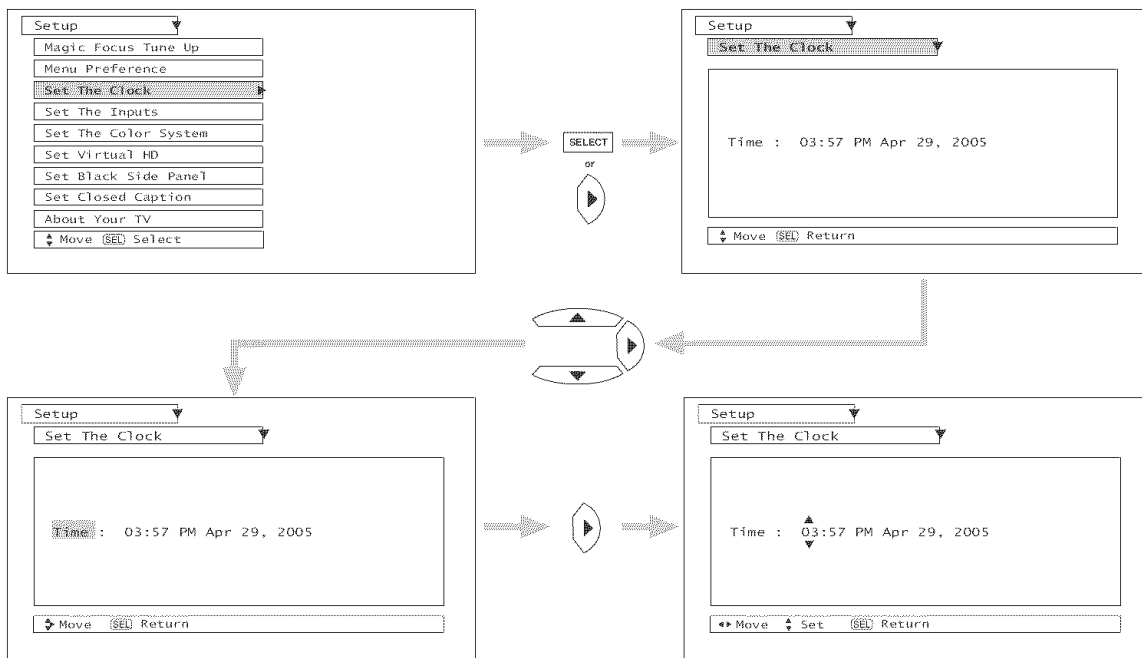 Setup
Magic Focus Tune Up
Menu Preference
Set The Clock
Set The Inputs
Set The Color System
Set Virtual HD
Set Black Side Panel
Set Closed Caption
About Your TV
Move SEL Select
SELECT
or
Setup
Set The Clock
Time : 03:57 PM Apr 29, 2005
Move SEL Return
Setup
Set The Clock
Time : 03:57 PM Apr 29, 2005
Move SEL Return
Setup
Set The Clock
Time : 03:57 PM Apr 29, 2005
Move Set SEL Return